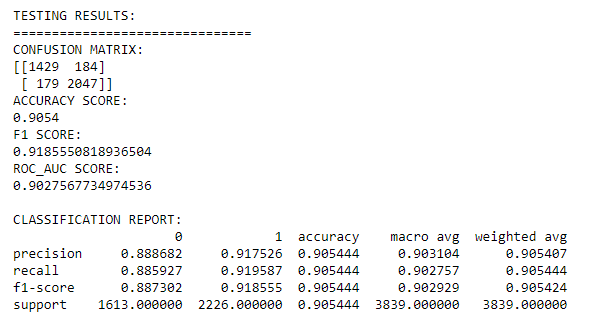 TESTING RESULTS:
===============================
CONFUSION MATRIX:
[[1429  184]
 [ 179 2047]]
ACCURACY SCORE:
0.9054
F1 SCORE:
0.9185550818936504
ROC_AUC SCORE:
0.9027567734974536
CLASSIFICATION REPORT:
                     0            1  accuracy    macro avg  weighted avg
precision     0.888682     0.917526  0.905444     0.903104      0.905407
recall        0.885927     0.919587  0.905444     0.902757      0.905444
f1-score      0.887302     0.918555  0.905444     0.902929      0.905424
support    1613.000000  2226.000000  0.905444  3839.000000   3839.000000